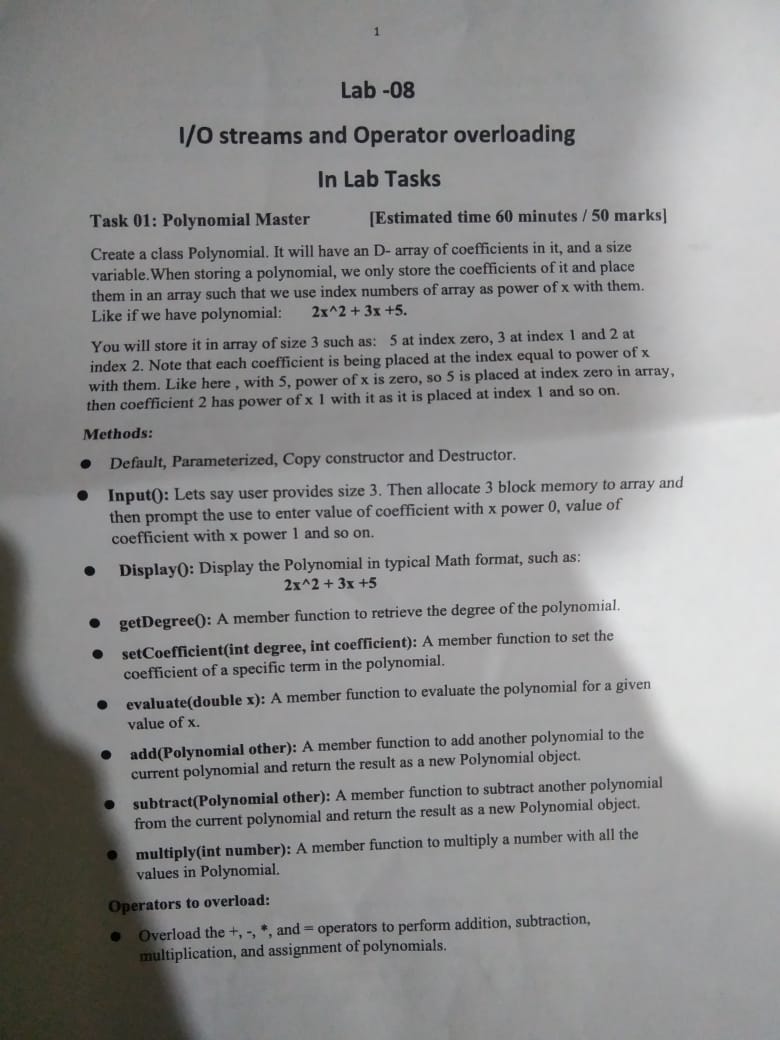 1
Lab -08
I/O streams and Operator overloading
In Lab Tasks
Task 01: Polynomial Master [Estimated time 60 minutes / 50 marks]
Create a class Polynomial. It will have an D- array of coefficients in it, and a size
variable.When storing a polynomial, we only store the coefficients of it and place
them in an array such that we use index numbers of array as power of x with them.
Like if we have polynomial: 2x^2 + 3x +5.
You will store it in array of size 3 such as: 5 at index zero, 3 at index 1 and 2 at
index 2. Note that each coefficient is being placed at the index equal to power of x
with them. Like here , with 5, power of x is zero, so 5 is placed at index zero in array,
then coefficient 2 has power of x 1 with it as it is placed at index 1 and so on.
Methods:
● Default, Parameterized, Copy constructor and Destructor.
● Input(): Lets say user provides size 3. Then allocate 3 block memory to array and
then prompt the use to enter value of coefficient with x power 0, value of
coefficient with x power 1 and so on.
● Display(): Display the Polynomial in typical Math format, such as:
2x^2 + 3x +5
● getDegree(): A member function to retrieve the degree of the polynomial.
● setCoefficient(int degree, int coefficient): A member function to set the
coefficient of a specific term in the polynomial.
● evaluate(double x): A member function to evaluate the polynomial for a given
value of x.
● add(Polynomial other): A member function to add another polynomial to the
current polynomial and return the result as a new Polynomial object.
● subtract(Polynomial other): A member function to subtract another polynomial
from the current polynomial and return the result as a new Polynomial object.
● multiply(int number): A member function to multiply a number with all the
values in Polynomial.
Operators to overload:
● Overload the +, -, *, and = operators to perform addition, subtraction,
multiplication, and assignment of polynomials.